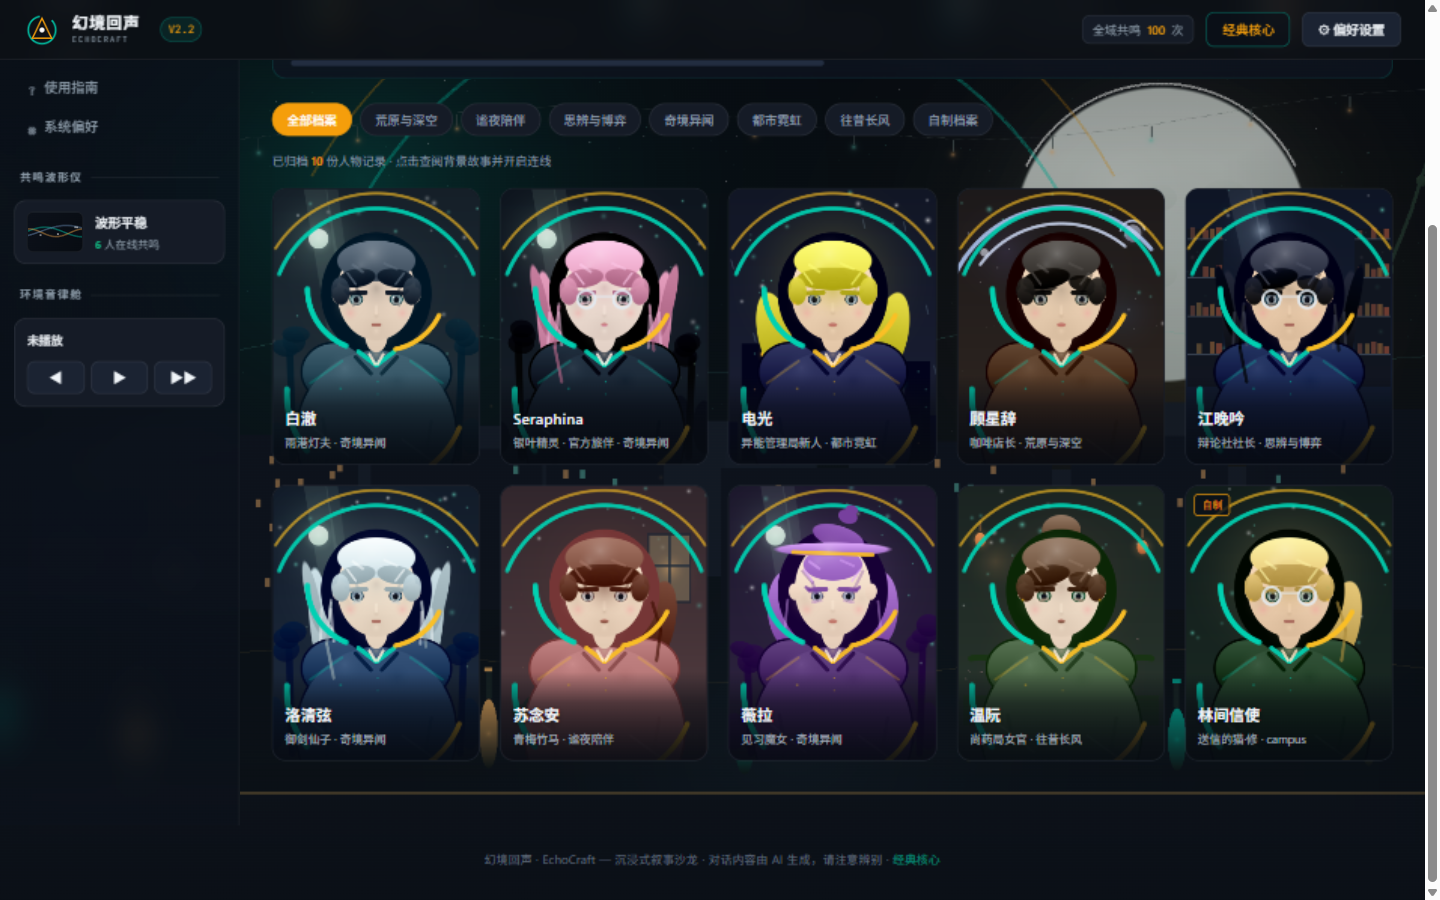 幻境回声
ECHOCRAFT
V2.2
全域共鸣 100 次
经典核心
偏好设置
使用指南
系统偏好
共鸣波形仪
波形平稳
6 人在线共鸣
环境音律舱
未播放
全部档案
荒原与深空
谧夜陪伴
思辨与博弈
奇境异闻
都市霓虹
往昔长风
自制档案
已归档 10 份人物记录 · 点击查阅背景故事并开启连线
白澈
雨港灯夫 · 奇境异闻
Seraphina
银叶精灵 · 官方旅伴 · 奇境异闻
电光
异能管理局新人 · 都市霓虹
顾星辞
咖啡店长 · 荒原与深空
江晚吟
辩论社社长 · 思辨与博弈
洛清弦
御剑仙子 · 奇境异闻
苏念安
青梅竹马 · 谧夜陪伴
薇拉
见习魔女 · 奇境异闻
温阮
尚药局女官 · 往昔长风
自制
林间信使
送信的猫·修 · campus
幻境回声 · EchoCraft — 沉浸式叙事沙龙 · 对话内容由 AI 生成，请注意辨别 · 经典核心